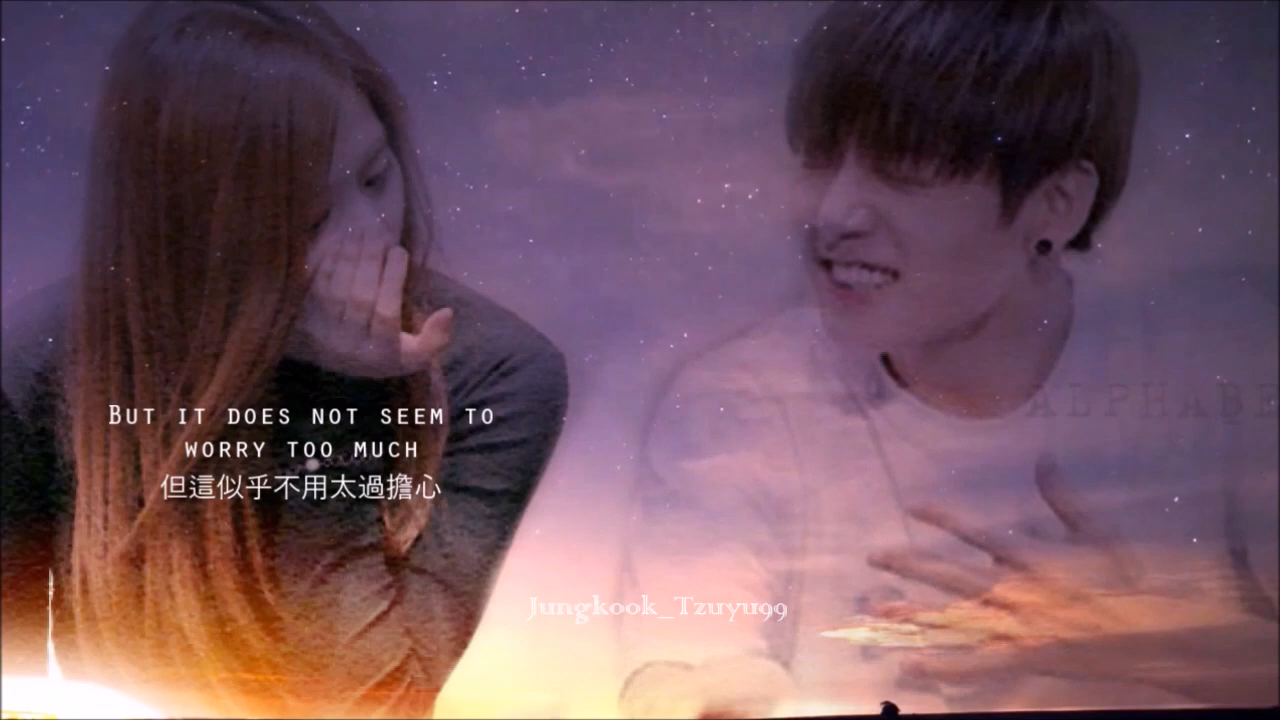 But it does not seem to
worry too much
但這似乎不用太過擔心
ALPHABE
Jungkook_Tzuyu99